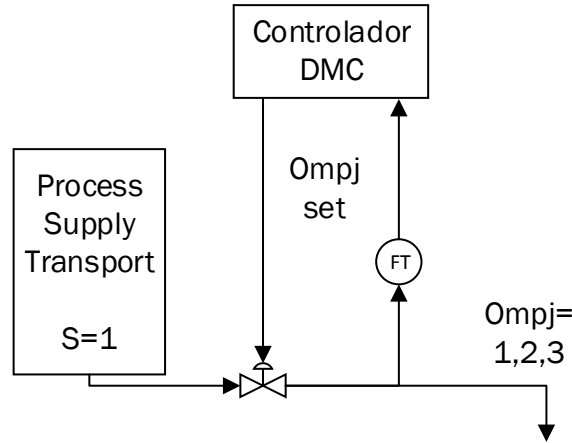 Controlador
DMC
Process
Supply
Transport
S=1
Ompj
set
FT
Ompj=
1,2,3